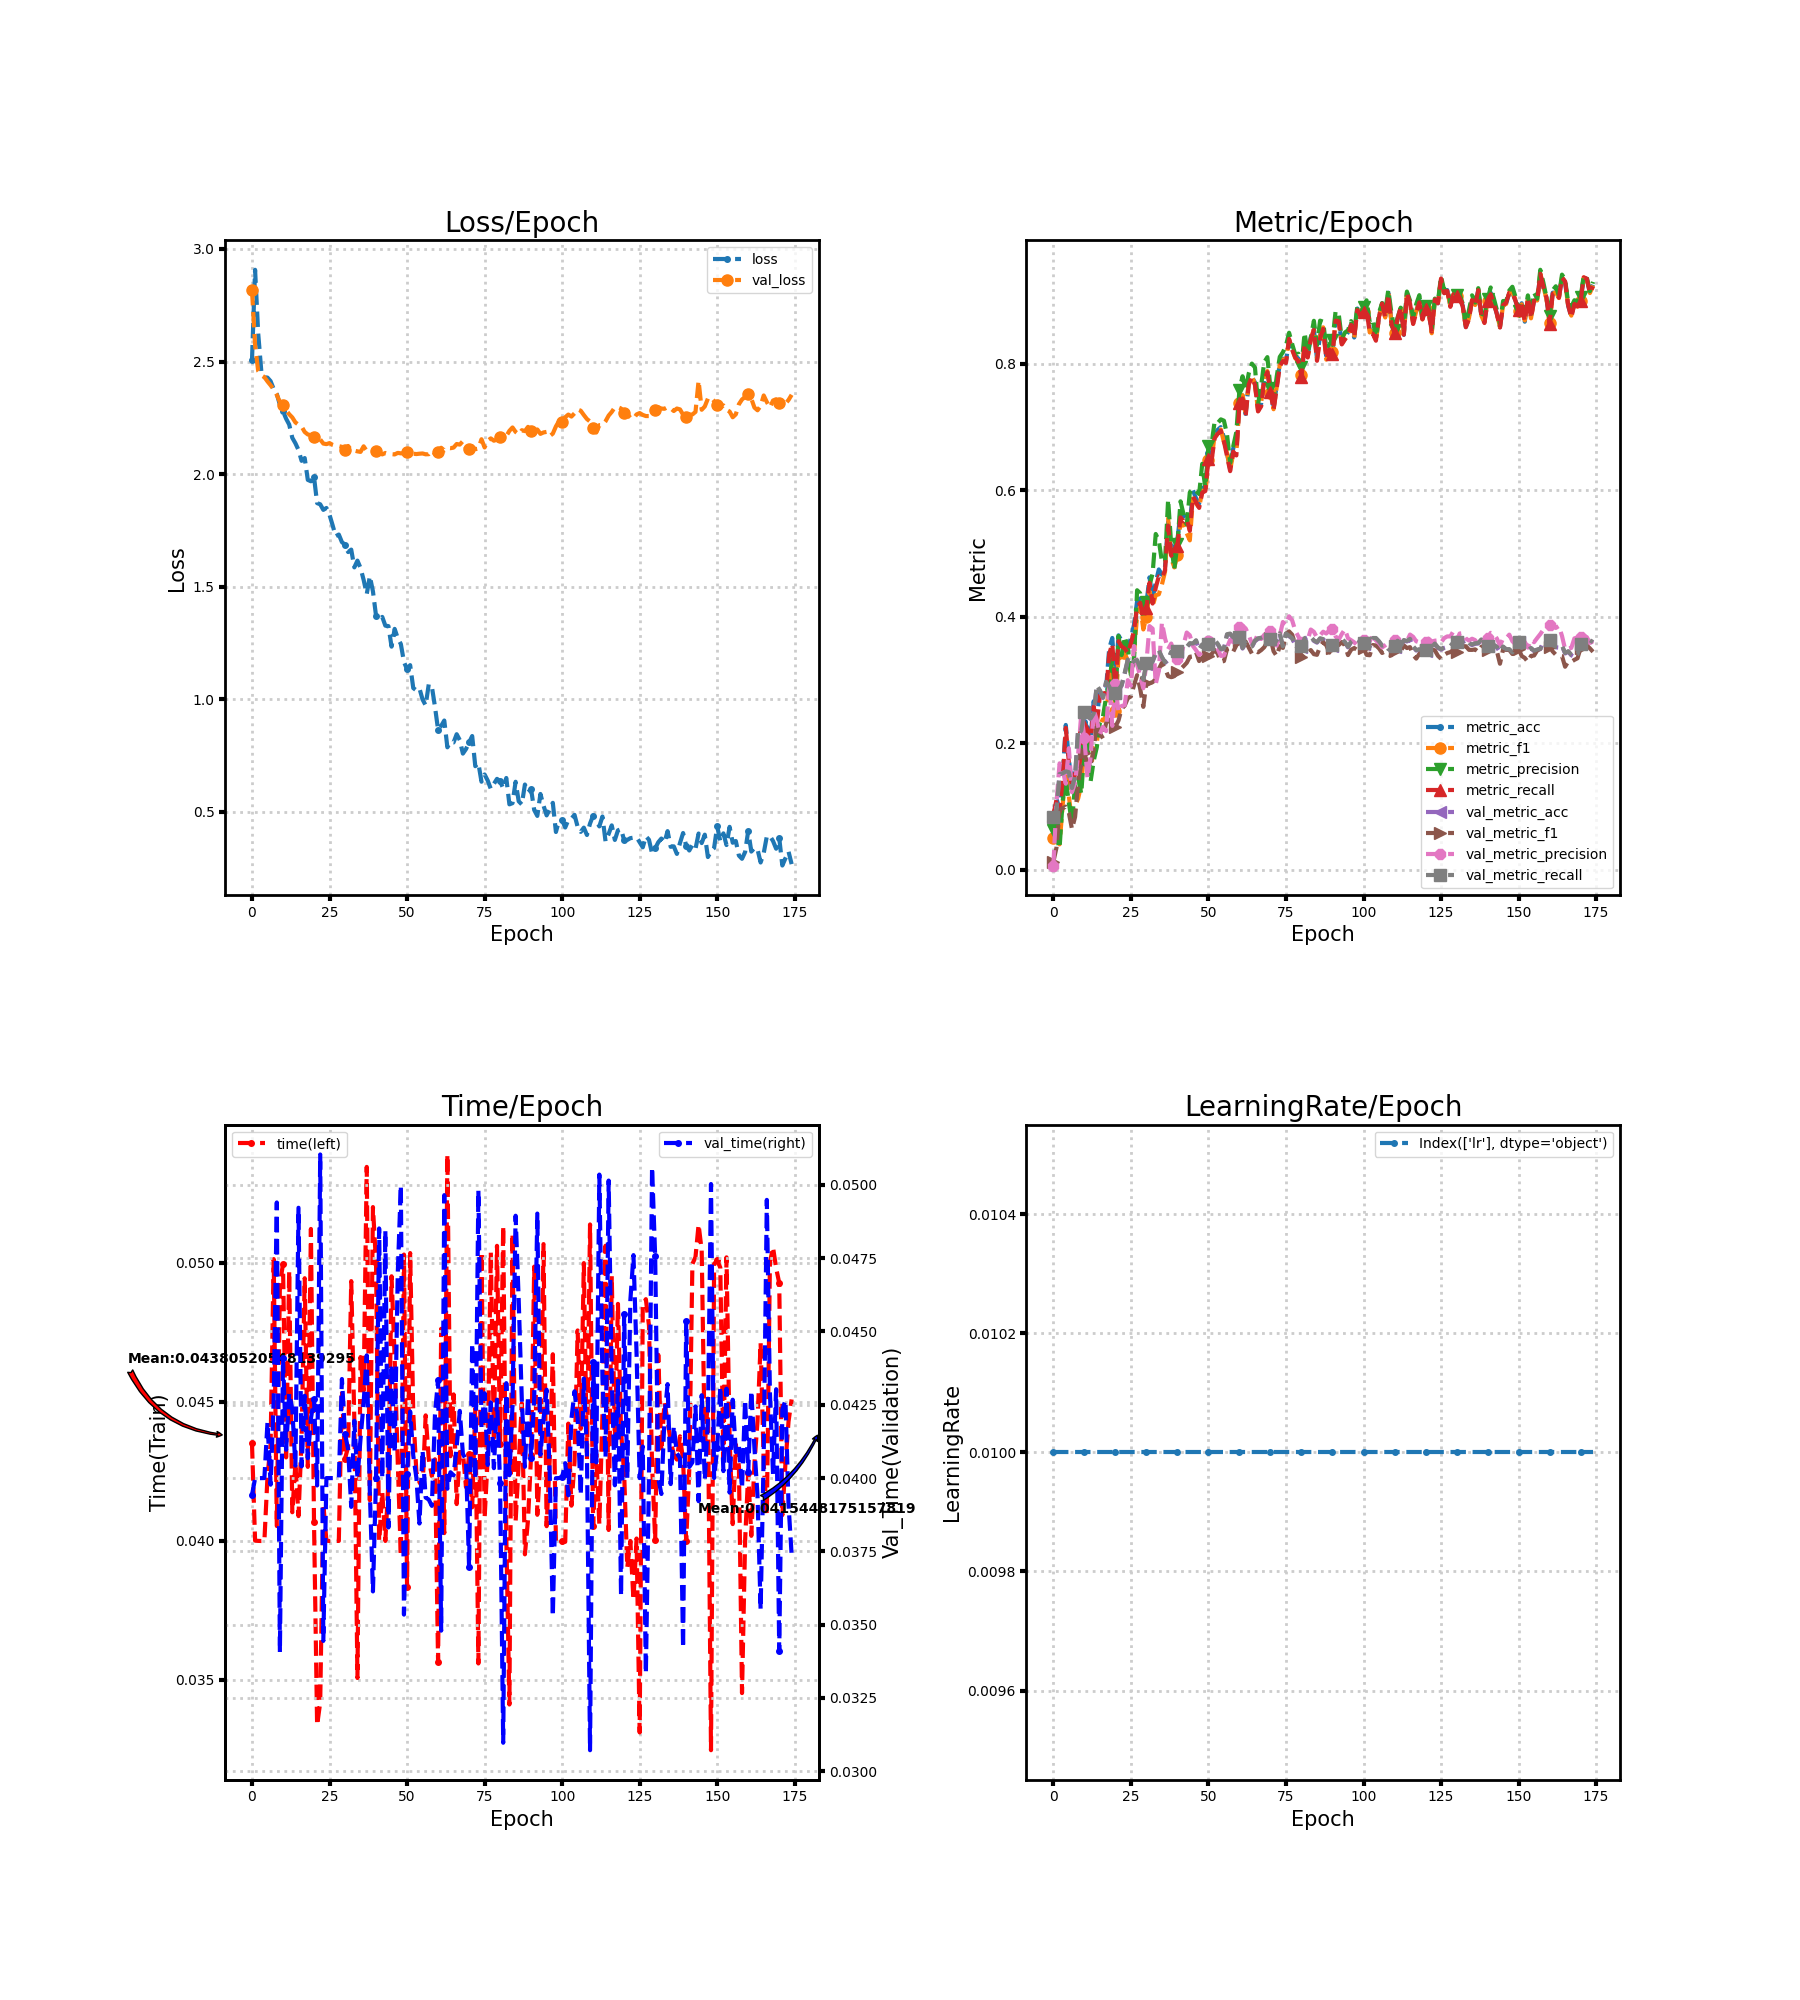 Loss/Epoch
3.0
2.5
2.0
1.5
1.0
0.5
Loss
loss
val_loss
0 25 50 75 100 125 150 175
Epoch
Metric/Epoch
0.8
0.6
0.4
0.2
0.0
Metric
metric_acc
metric_f1
metric_precision
metric_recall
val_metric_acc
val_metric_f1
val_metric_precision
val_metric_recall
0 25 50 75 100 125 150 175
Epoch
Time/Epoch
time(left)
val_time(right)
0.050
0.045
0.040
0.035
Time(Train)
0.0500
0.0475
0.0450
0.0425
0.0400
0.0375
0.0350
0.0325
0.0300
Val_Time(Validation)
0 25 50 75 100 125 150 175
Epoch
LearningRate/Epoch
Index(['lr'], dtype='object')
0.0104
0.0102
0.0100
0.0098
0.0096
LearningRate
0 25 50 75 100 125 150 175
Epoch